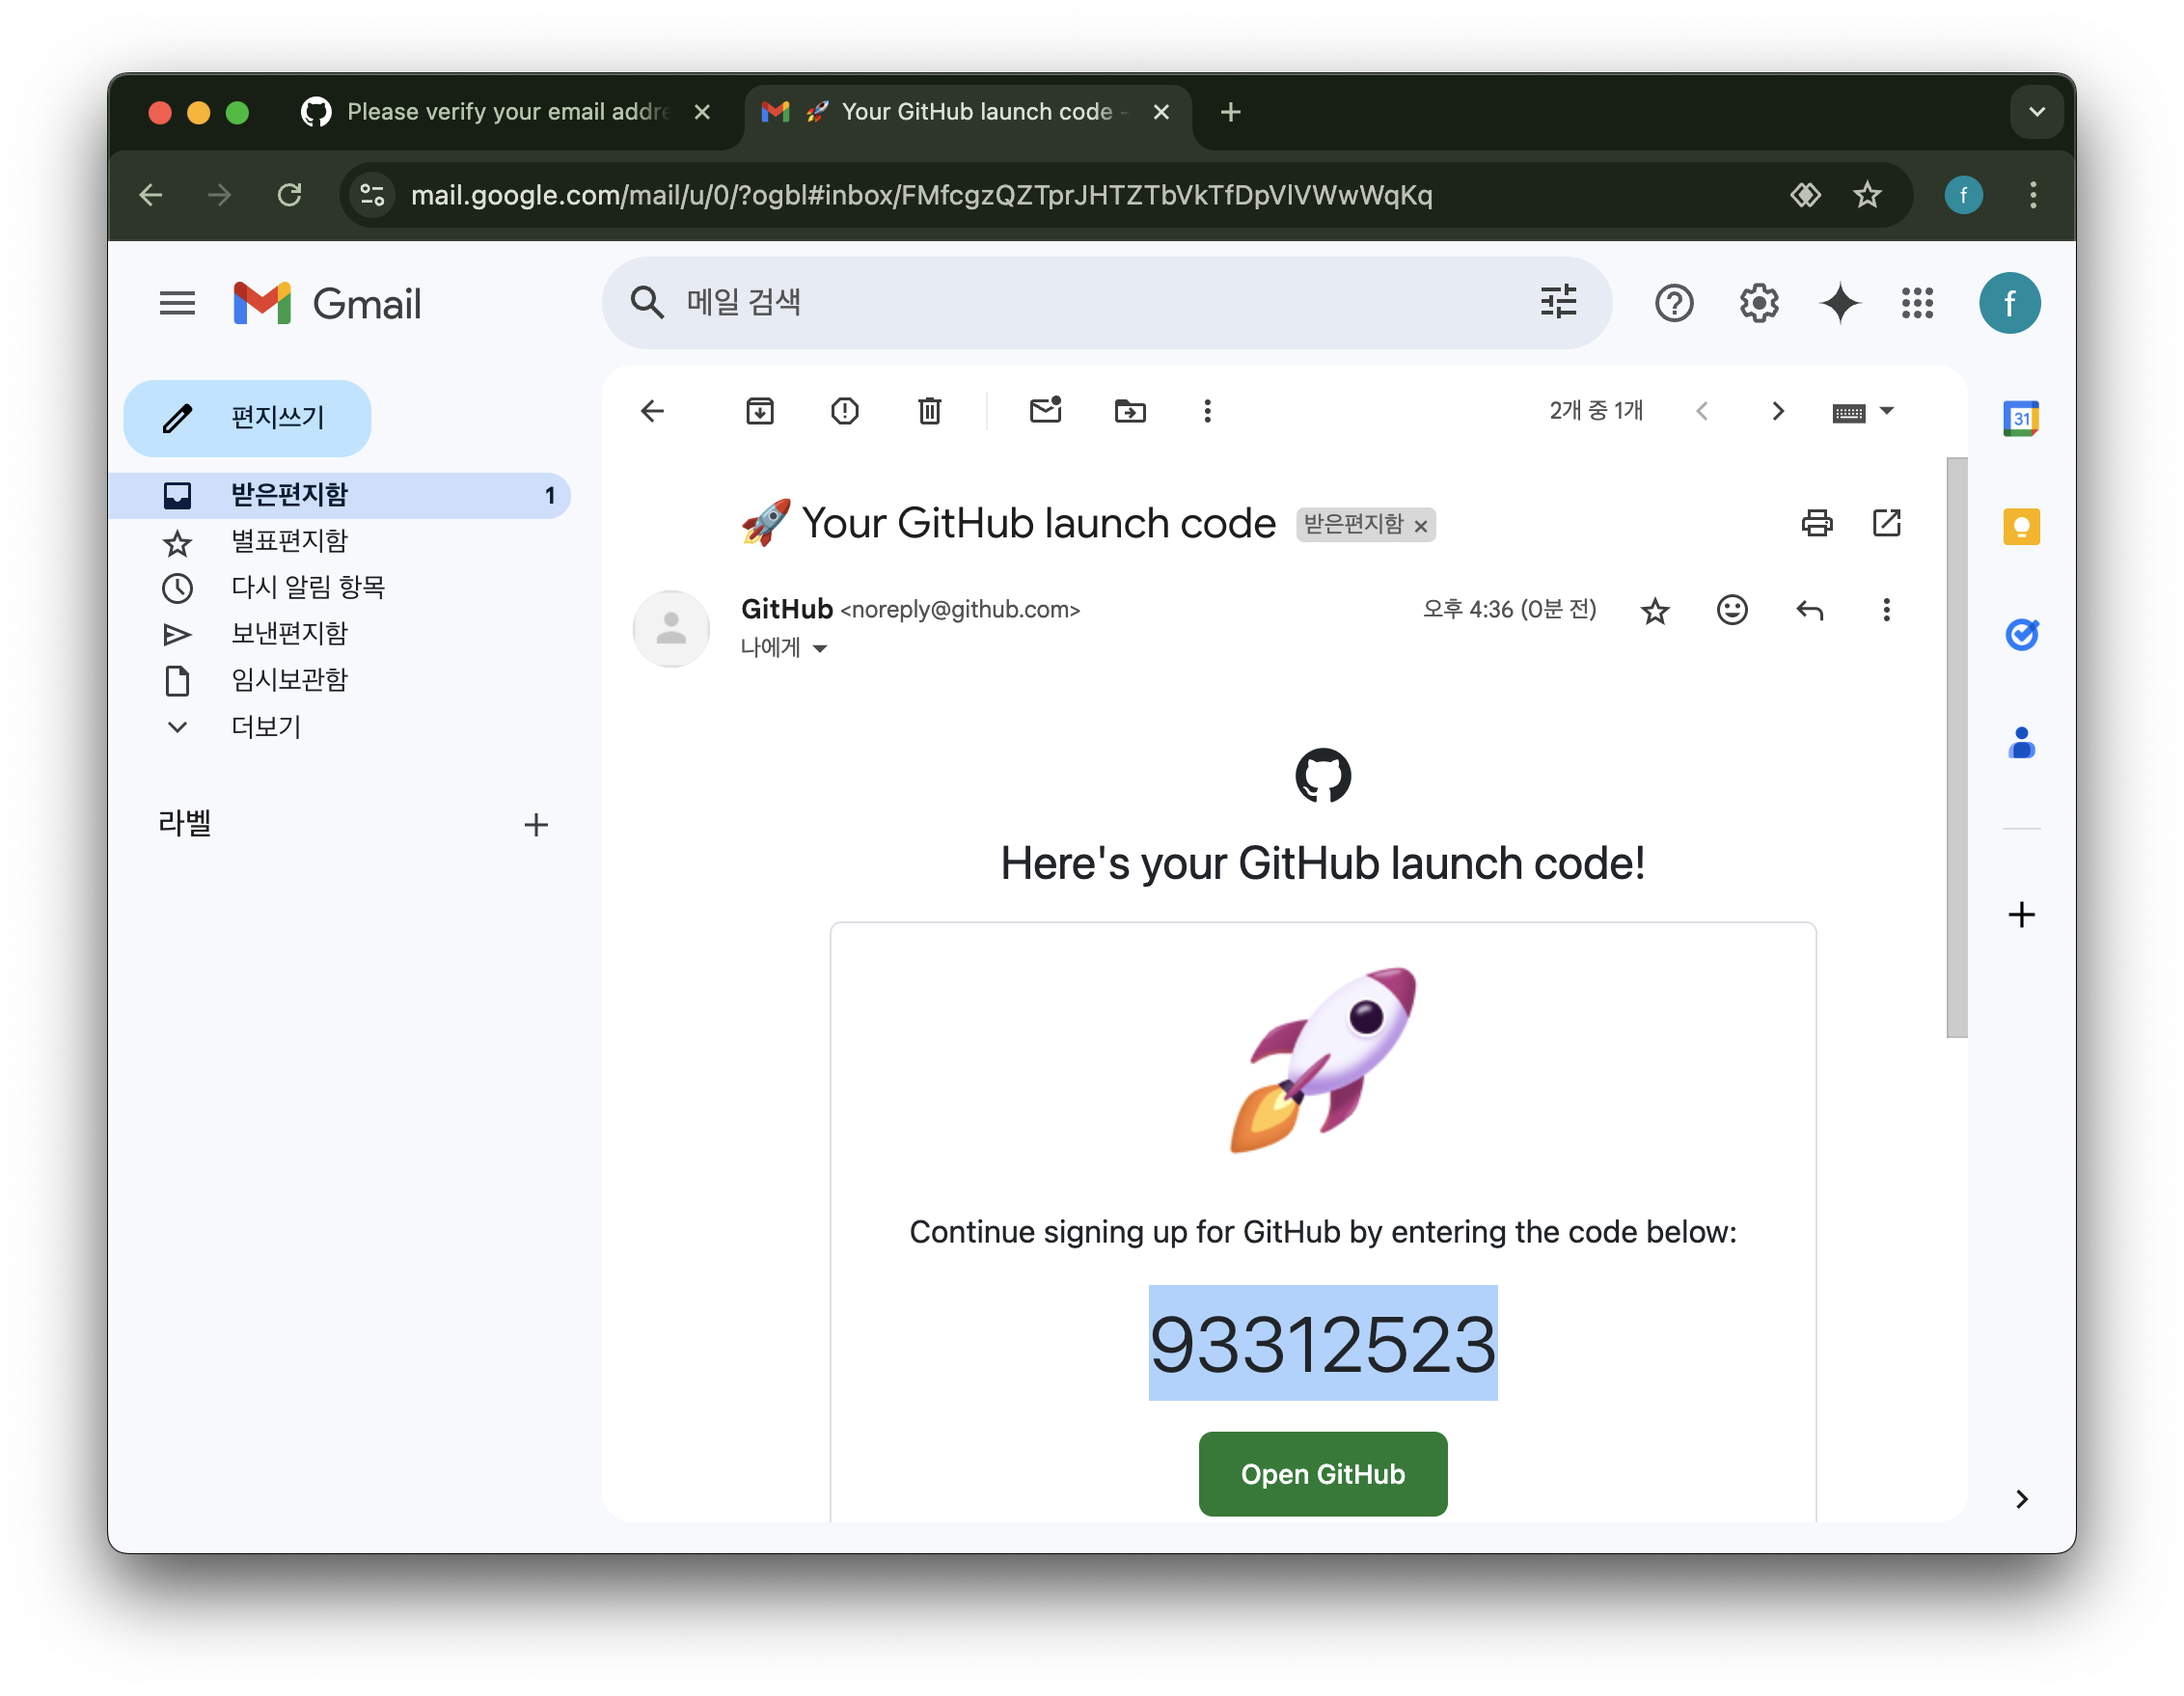 Please verify your email addre
🚀 Your GitHub launch code -
mail.google.com/mail/u/0/?ogbl#inbox/FMfcgzQZTprJHTZTbVkTfDpVlVWwWqKq
f
Gmail
메일 검색
f
편지쓰기
받은편지함 1
별표편지함
다시 알림 항목
보낸편지함
임시보관함
더보기
라벨
2개 중 1개
🚀 Your GitHub launch code 받은편지함 ×
GitHub <noreply@github.com> 오후 4:36 (0분 전)
나에게
Here's your GitHub launch code!
Continue signing up for GitHub by entering the code below:
93312523
Open GitHub
31